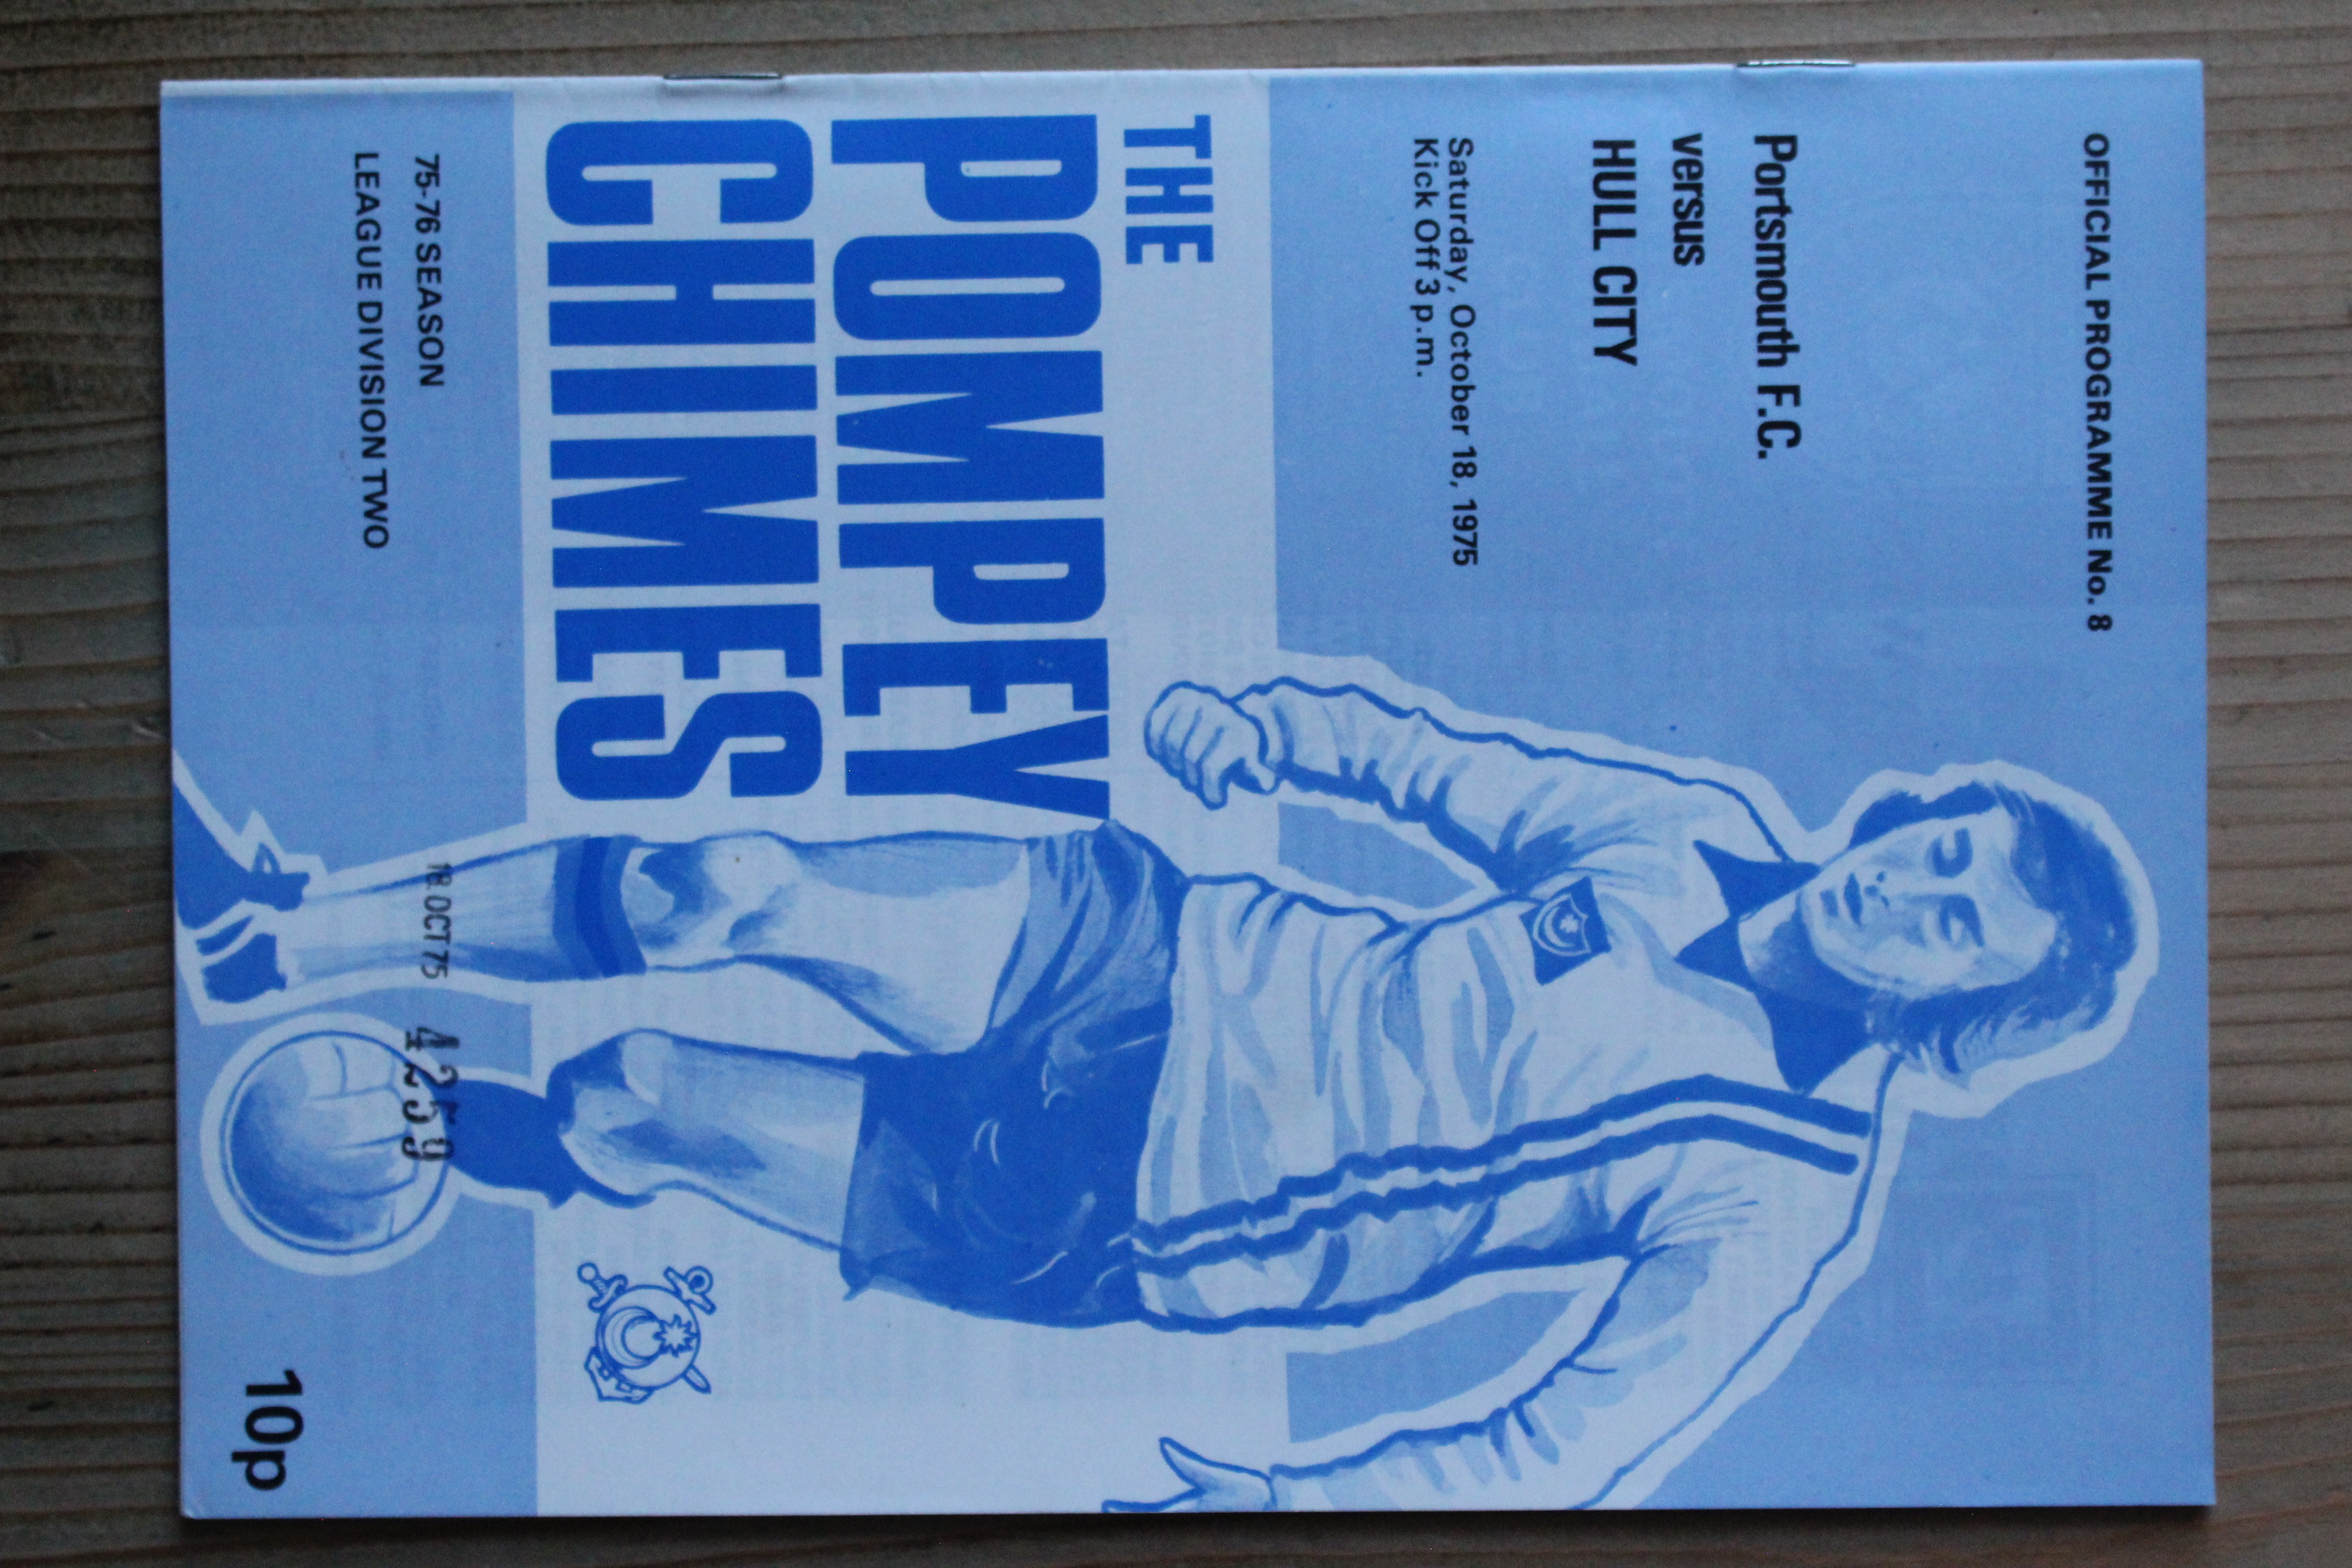 OFFICIAL PROGRAMME No. 8
Portsmouth F.C.
versus
HULL CITY
Saturday, October 18, 1975
Kick Off 3 p.m.
THE
POMPEY
CHIMES
75-76 SEASON
LEAGUE DIVISION TWO
18.OCT 75 4259
10p